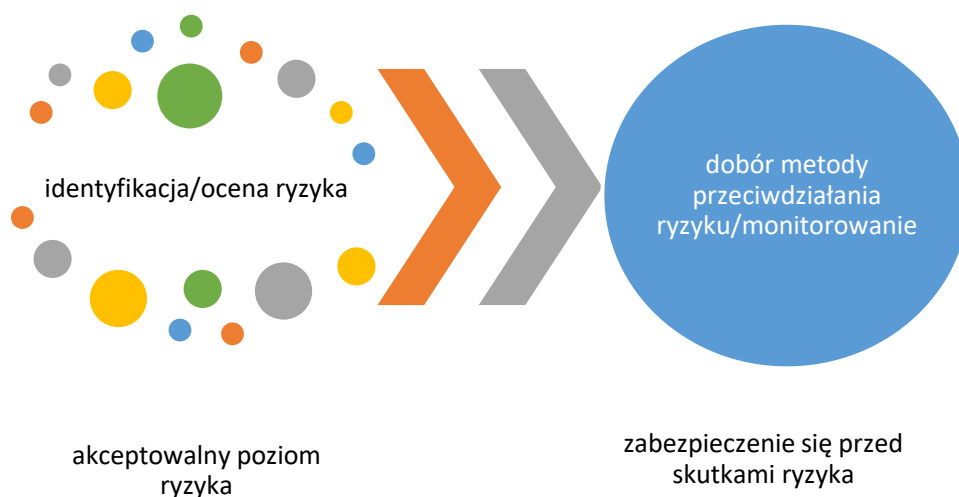 identyfikacja/ocena ryzyka
dobór metody
przeciwdziałania
ryzyku/monitorowanie
akceptowalny poziom
ryzyka
zabezpieczenie się przed
skutkami ryzyka